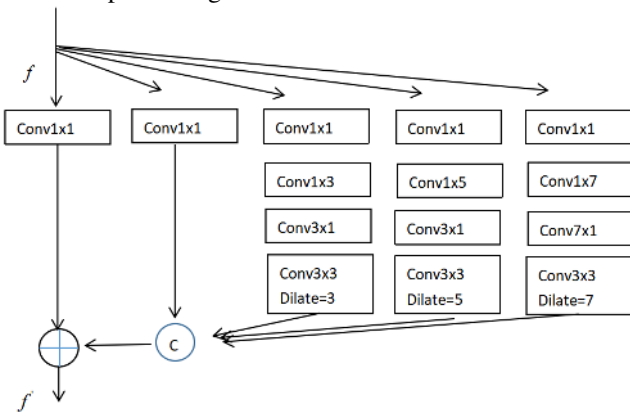 f
Conv1x1 Conv1x1 Conv1x1 Conv1x1 Conv1x1
Conv1x3 Conv1x5 Conv1x7
Conv3x1 Conv3x1 Conv7x1
Conv3x3 Conv3x3 Conv3x3
Dilate=3 Dilate=5 Dilate=7
C
f'